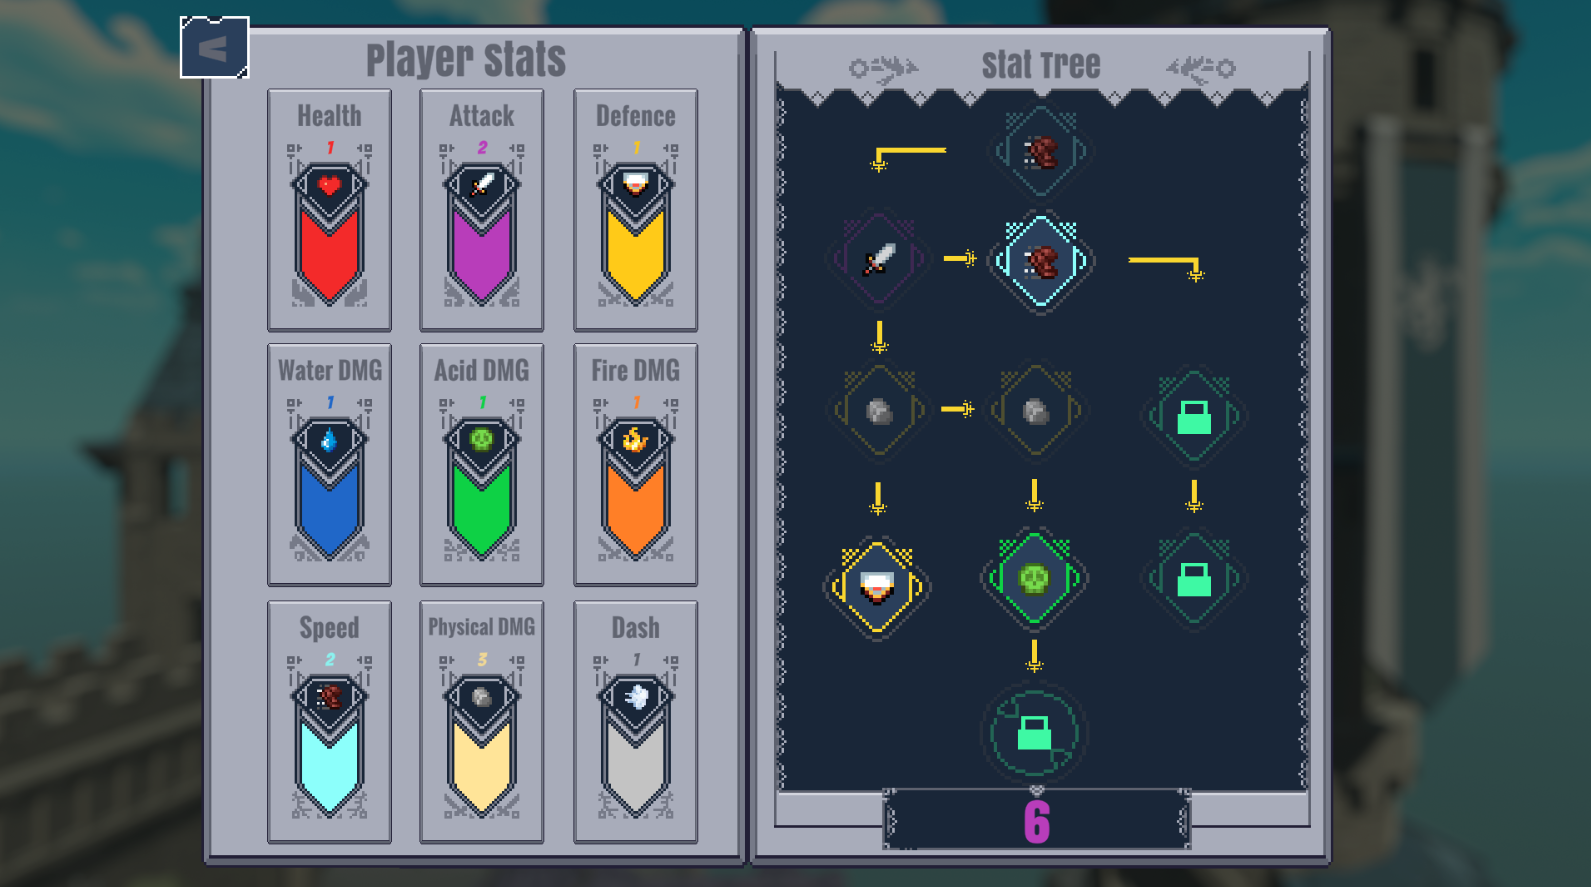 <
Player Stats
Health
1
Attack
2
Defence
1
Water DMG
1
Acid DMG
1
Fire DMG
1
Speed
2
Physical DMG
3
Dash
1
Stat Tree
6